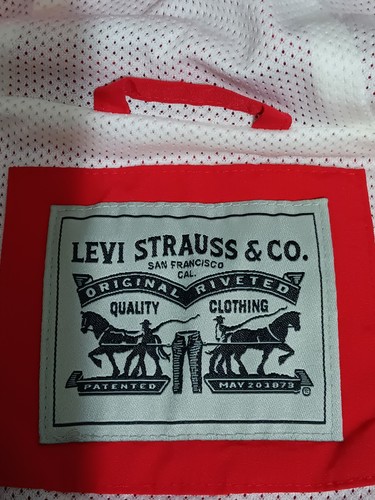 LEVI STRAUSS & CO.
SAN FRANCISCO
CAL.
ORIGINAL RIVETED
QUALITY CLOTHING
PATENTED MAY 20 1873
®